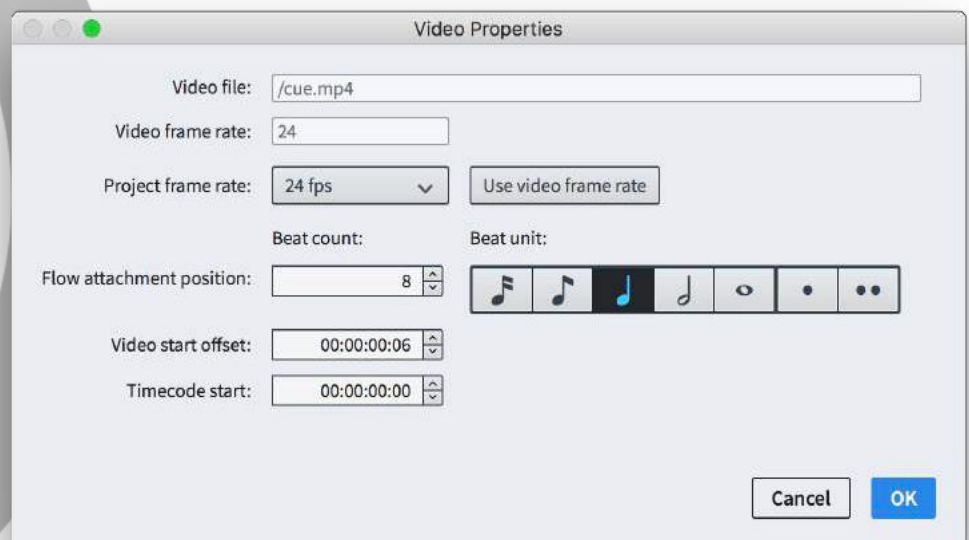 Video Properties
Video file: /cue.mp4
Video frame rate: 24
Project frame rate: 24 fps Use video frame rate
Beat count: Beat unit:
Flow attachment position: 8
Video start offset: 00:00:00:06
Timecode start: 00:00:00:00
Cancel OK